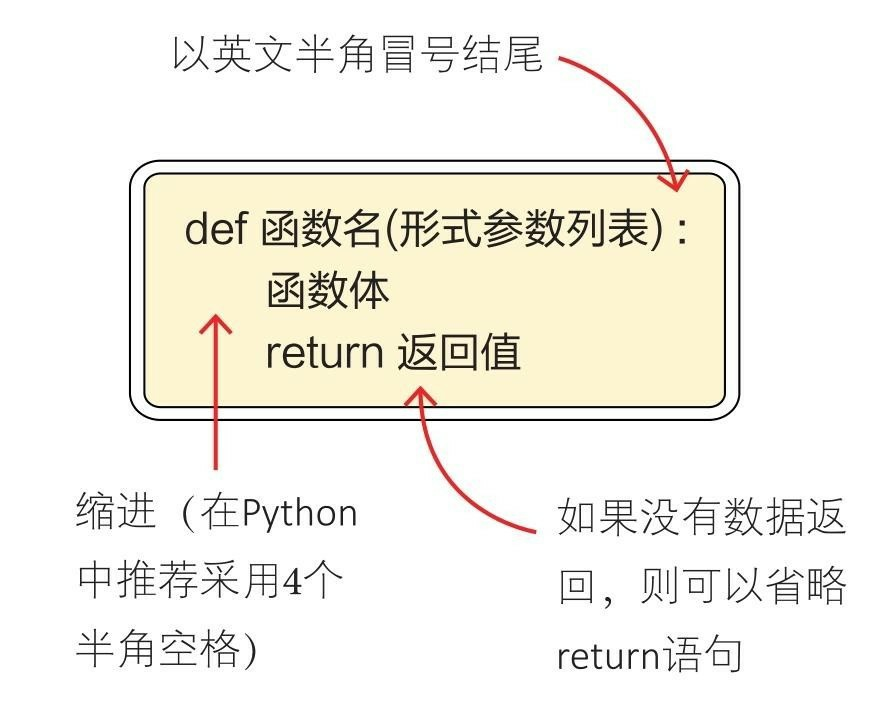 以英文半角冒号结尾
def 函数名(形式参数列表) :
函数体
return 返回值
缩进（在Python
中推荐采用4个
半角空格）
如果没有数据返
回，则可以省略
return语句